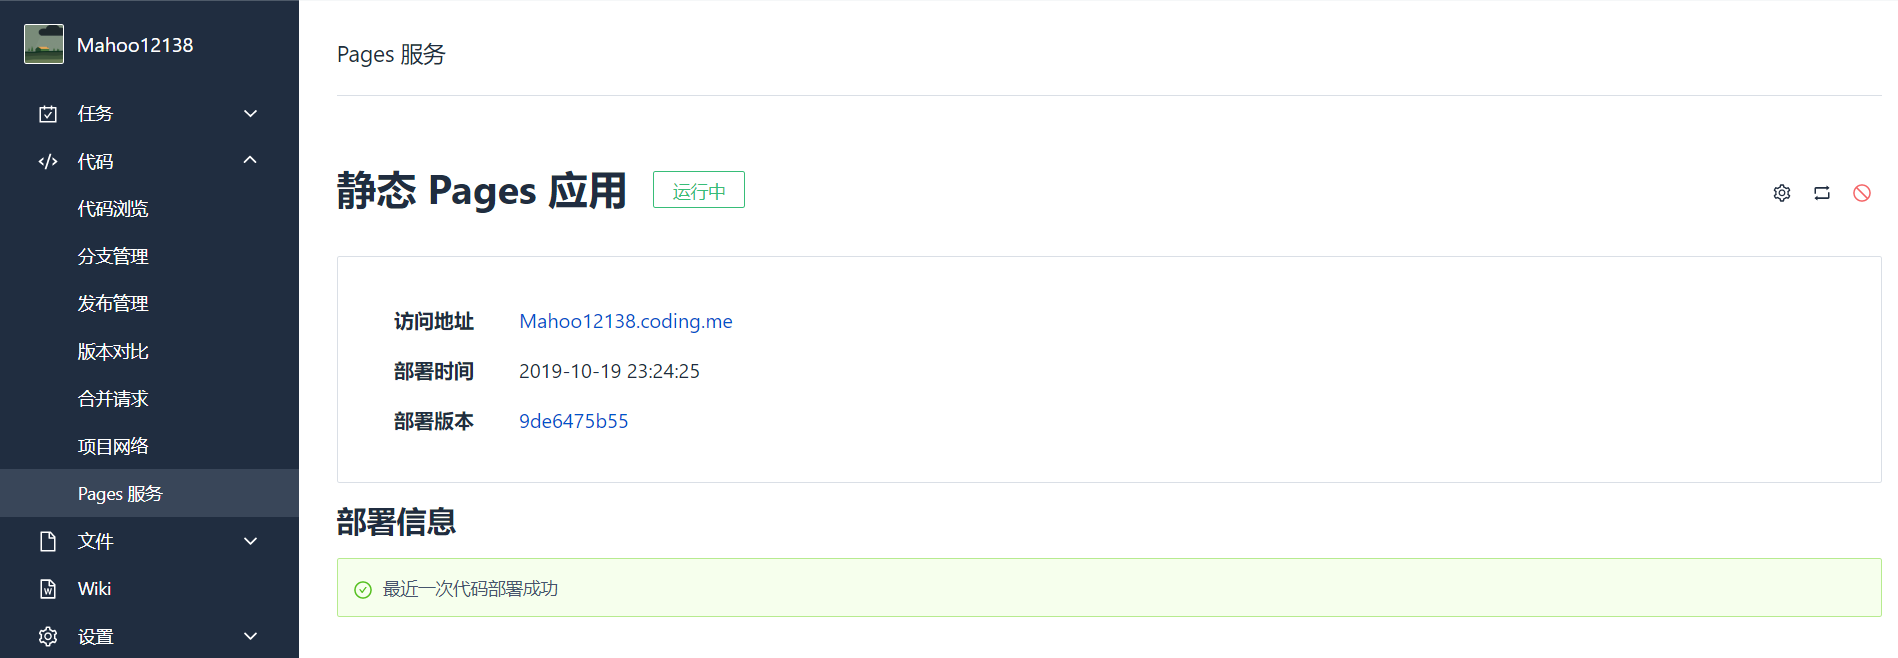 Mahoo12138
任务
代码
代码浏览
分支管理
发布管理
版本对比
合并请求
项目网络
Pages 服务
文件
Wiki
设置
Pages 服务
静态 Pages 应用 运行中
访问地址 Mahoo12138.coding.me
部署时间 2019-10-19 23:24:25
部署版本 9de6475b55
部署信息
最近一次代码部署成功